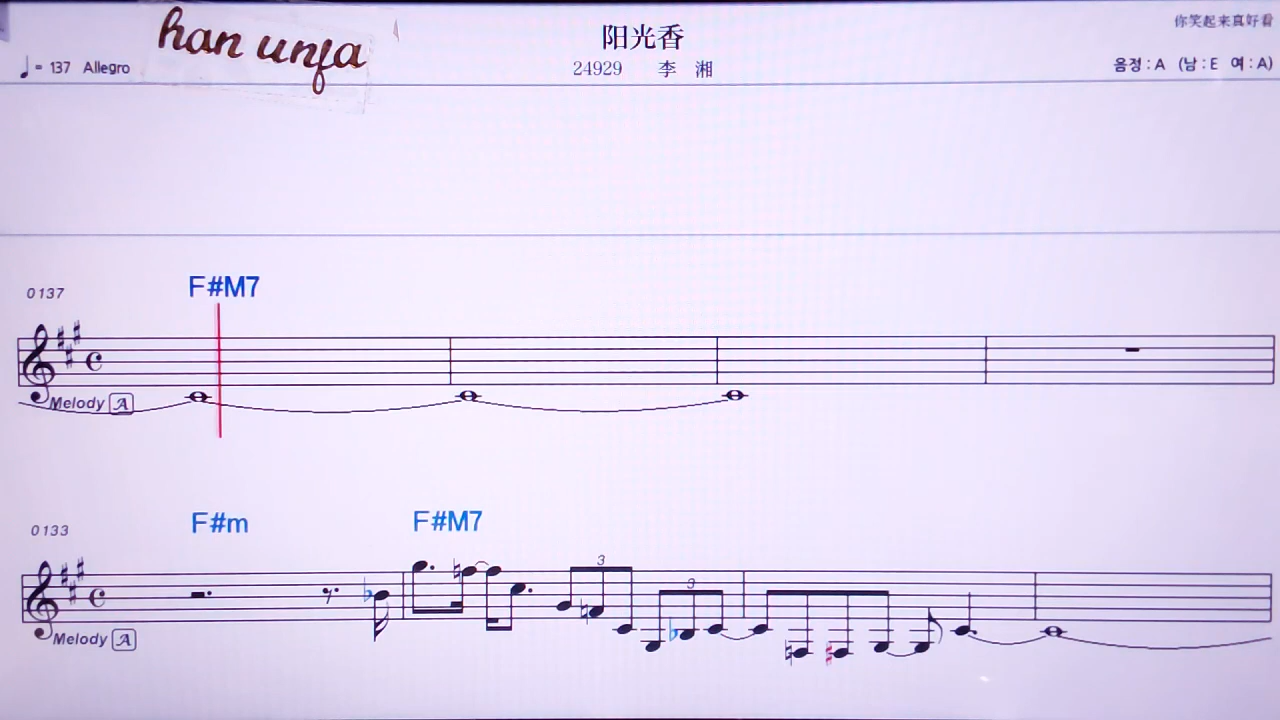 han unfa
阳光香
你笑起来真好看
♩= 137 Allegro
24929 李 湘
음정 : A (남 : E 여 : A)
F#M7
0137
Melody A
F#m F#M7
0133
3
3
Melody A